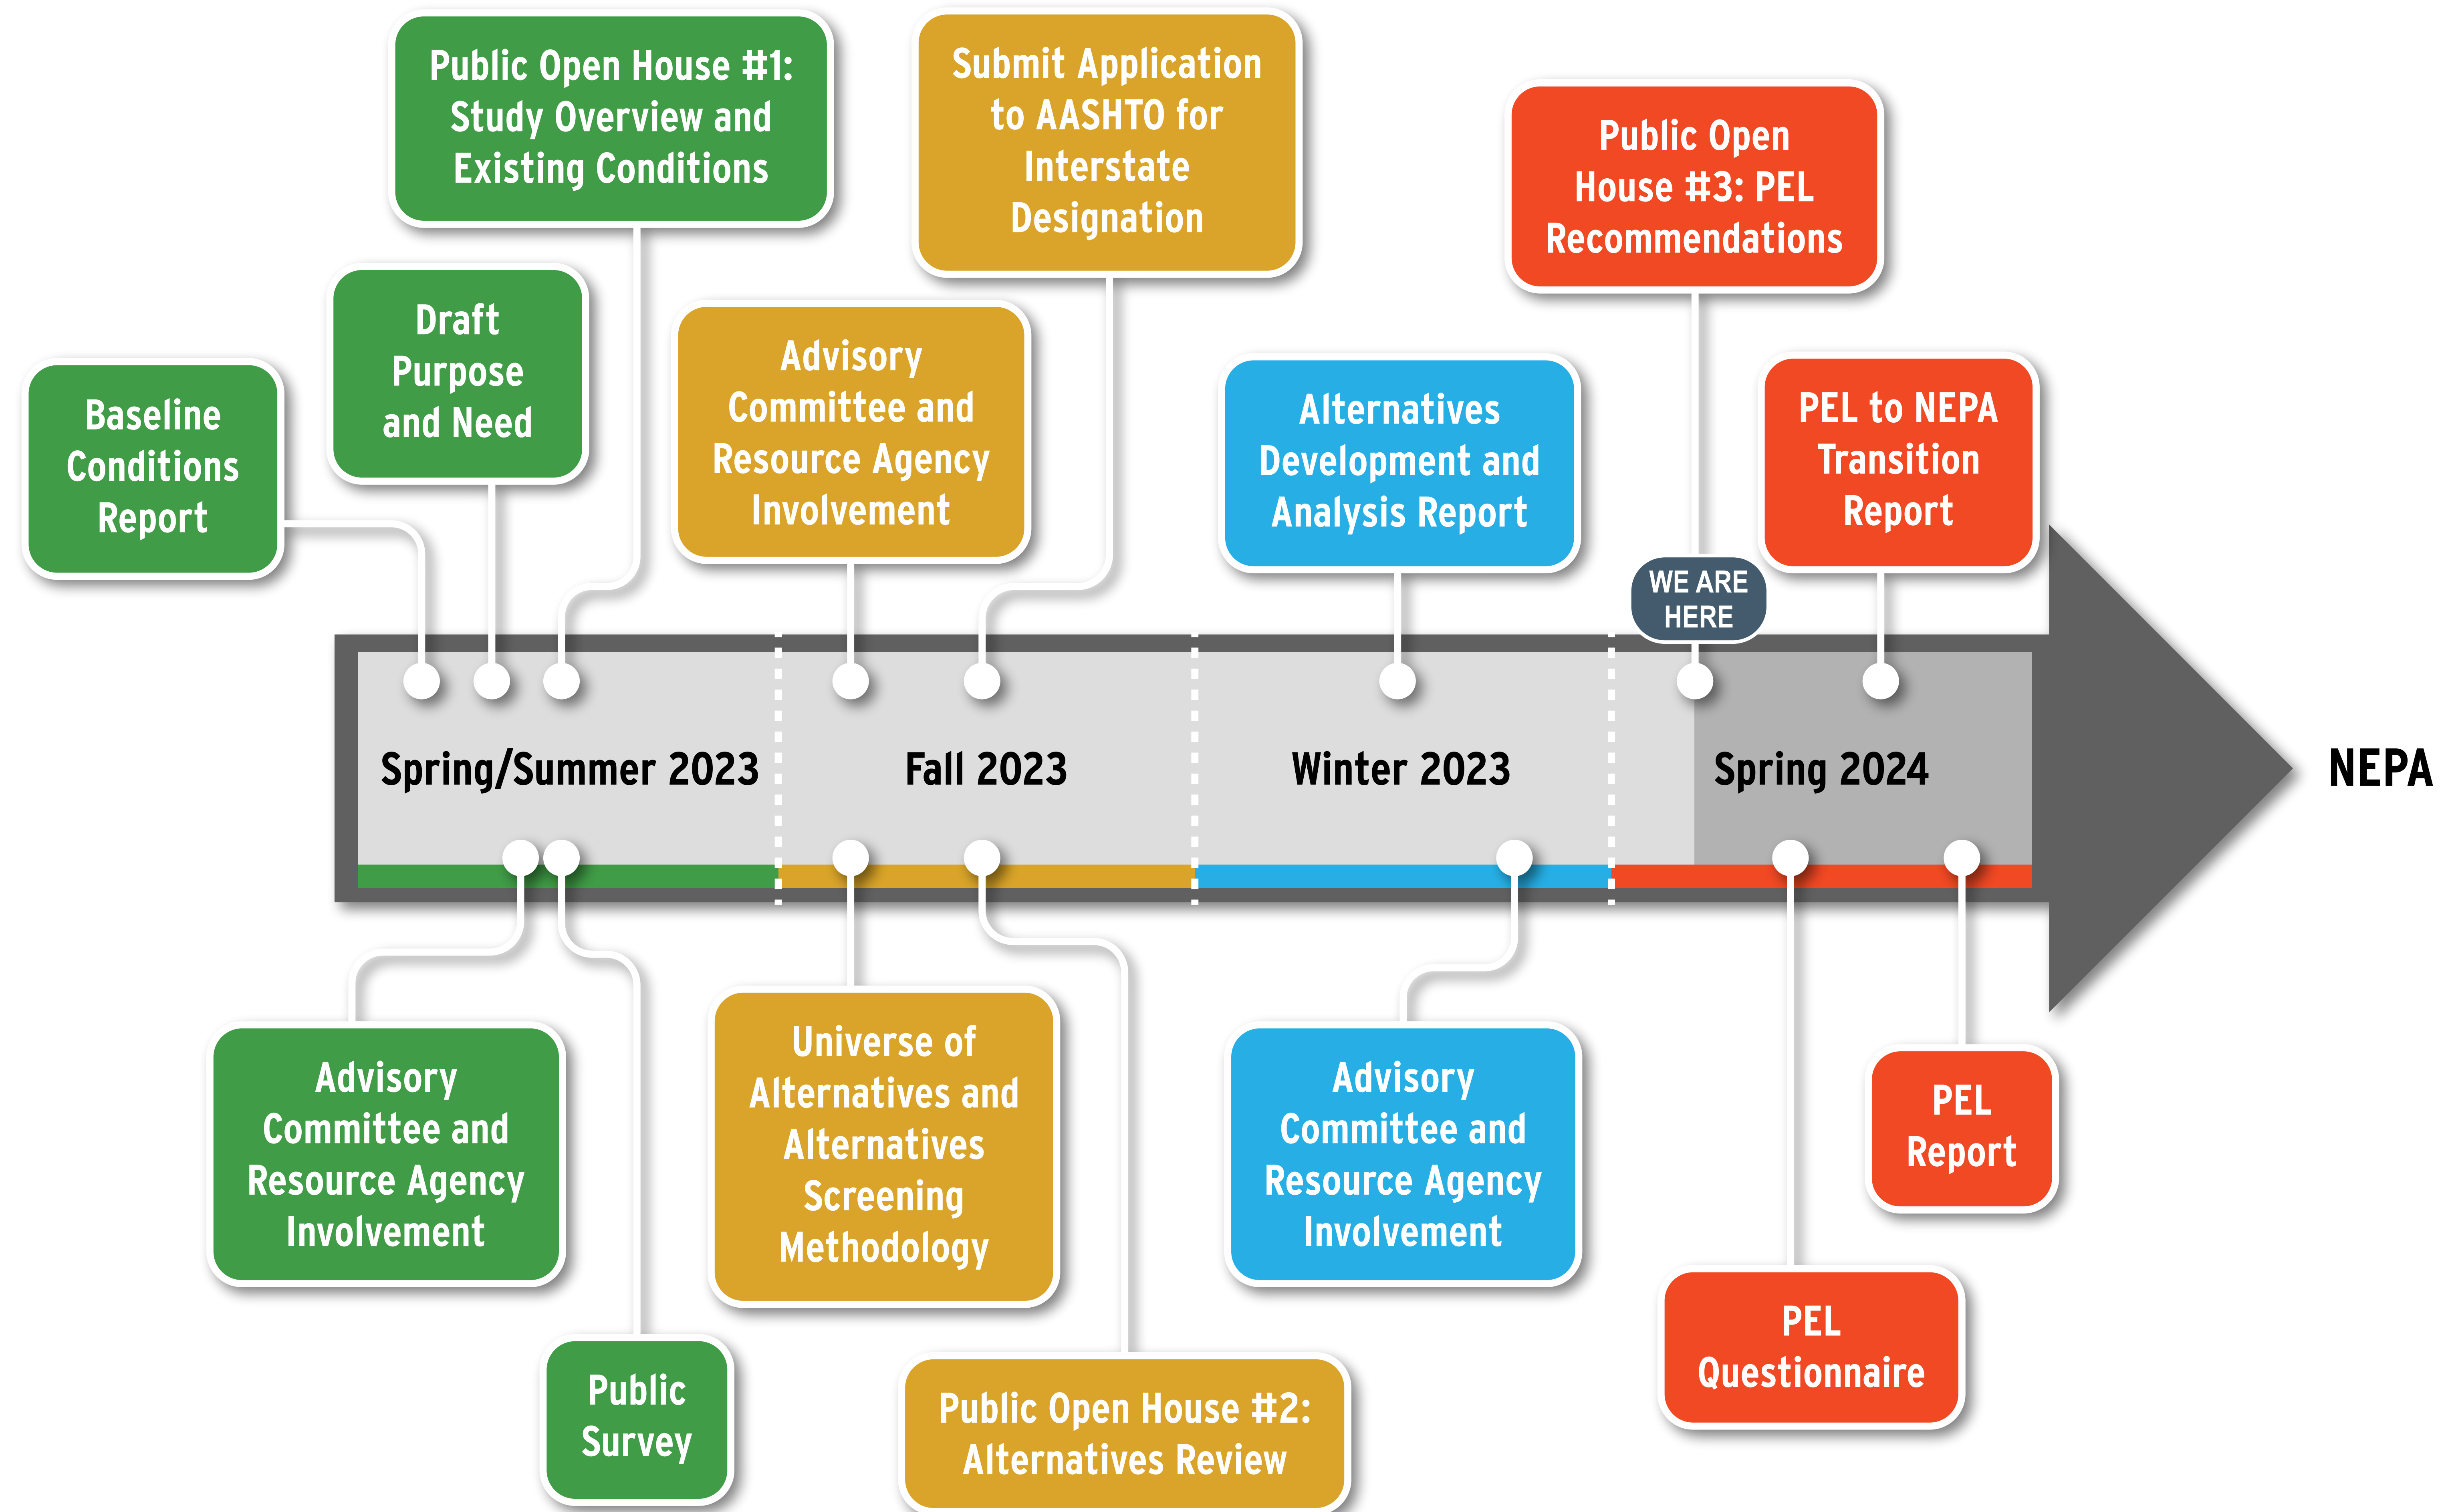 Public Open House #1:
Study Overview and
Existing Conditions
Submit Application
to AASHTO for
Interstate
Designation
Public Open
House #3: PEL
Recommendations
Draft
Purpose
and Need
Advisory
Committee and
Resource Agency
Involvement
Baseline
Conditions
Report
Alternatives
Development and
Analysis Report
PEL to NEPA
Transition
Report
WE ARE
HERE
Spring/Summer 2023
Fall 2023
Winter 2023
Spring 2024
NEPA
Advisory
Committee and
Resource Agency
Involvement
Universe of
Alternatives and
Alternatives
Screening
Methodology
Advisory
Committee and
Resource Agency
Involvement
PEL
Report
Public
Survey
Public Open House #2:
Alternatives Review
PEL
Questionnaire